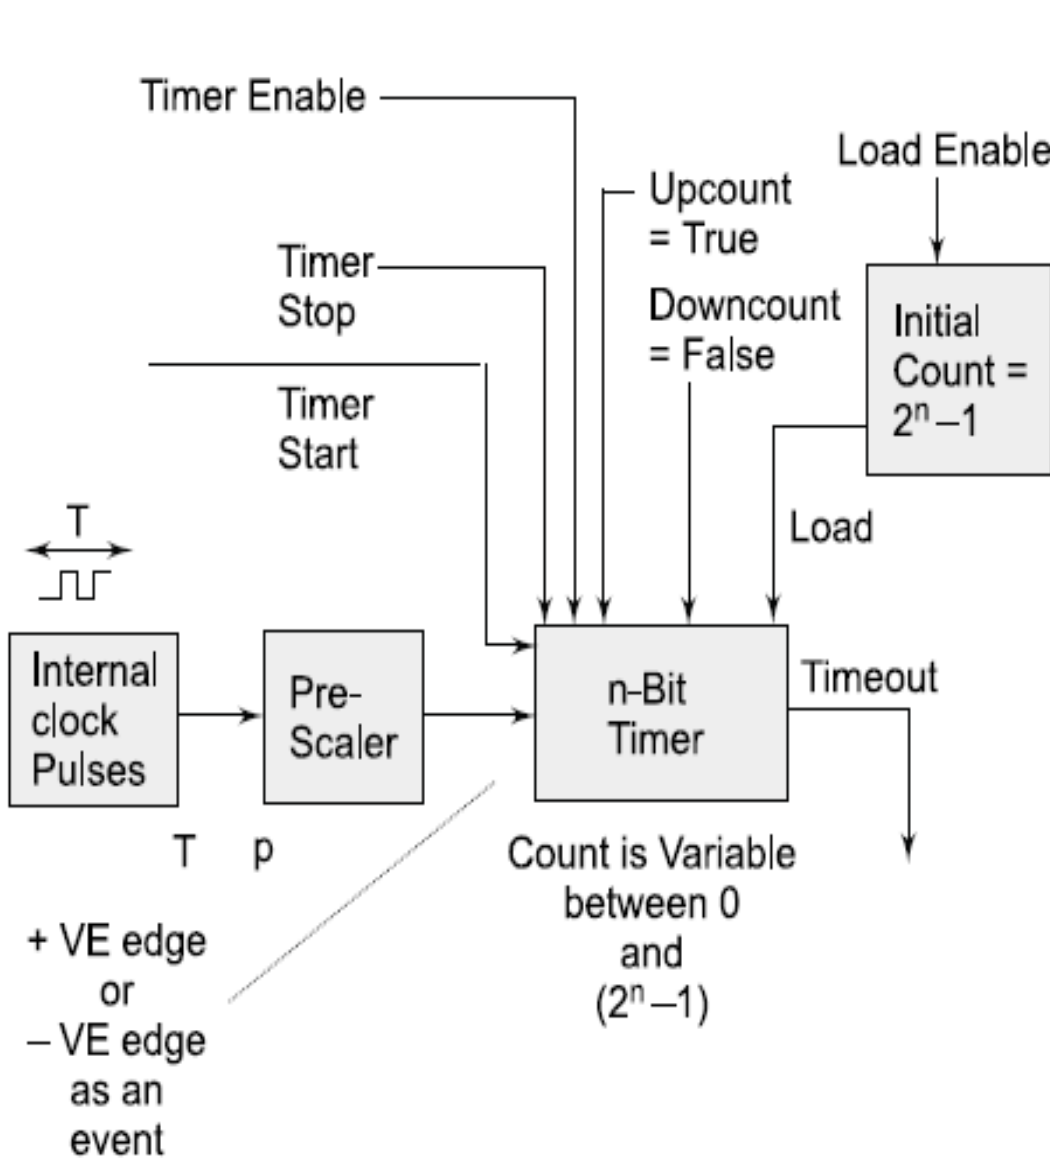 Timer Enable
Load Enable
Upcount
= True
Timer
Stop
Downcount
= False
Initial
Count =
2ⁿ –1
Timer
Start
T
Load
Internal
clock
Pulses
Pre-
Scaler
n-Bit
Timer
Timeout
T p
Count is Variable
between 0
and
(2ⁿ –1)
+ VE edge
or
– VE edge
as an
event